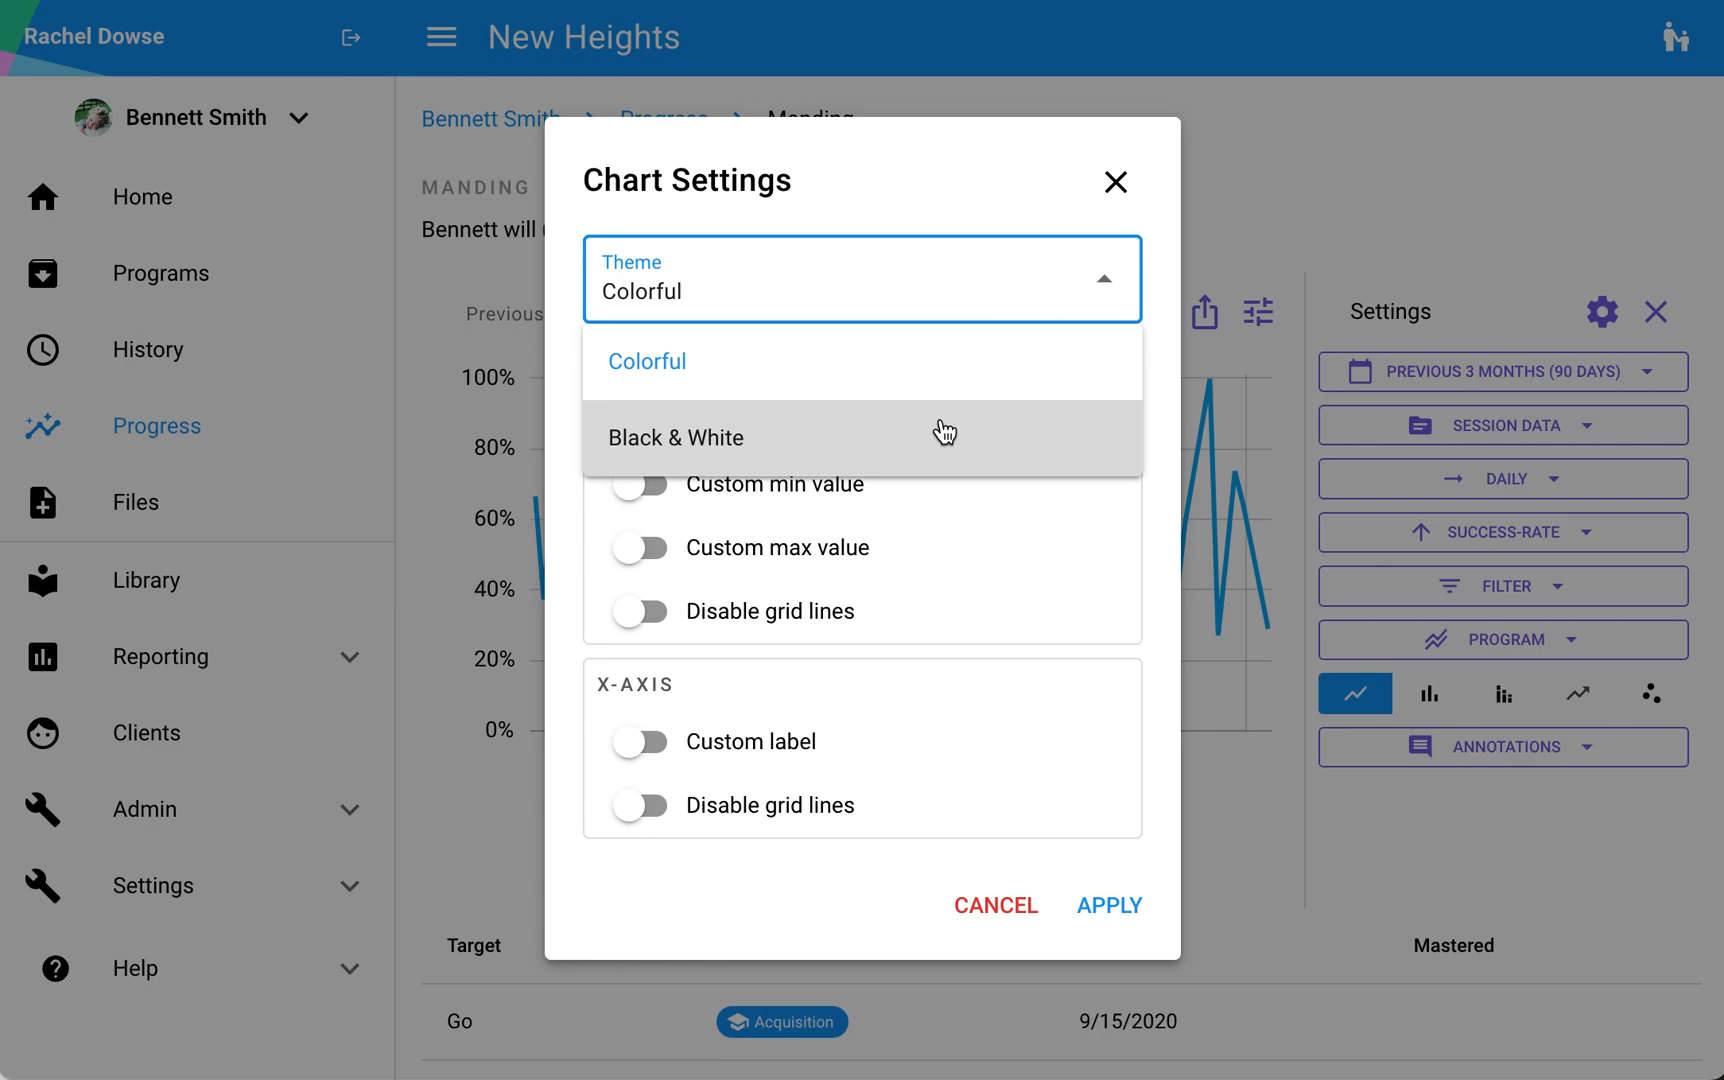 Rachel Dowse
New Heights
Bennett Smith
Home
Programs
History
Progress
Files
Library
Reporting
Clients
Admin
Settings
Help
Bennett Smith > Progress > Manding
MANDING
Bennett will
Previous
100%
80%
60%
40%
20%
0%
Chart Settings
Theme
Colorful
Colorful
Black & White
Custom min value
Custom max value
Disable grid lines
X-AXIS
Custom label
Disable grid lines
CANCEL APPLY
Settings
PREVIOUS 3 MONTHS (90 DAYS)
SESSION DATA
DAILY
SUCCESS-RATE
FILTER
PROGRAM
ANNOTATIONS
Target Mastered
Go Acquisition 9/15/2020